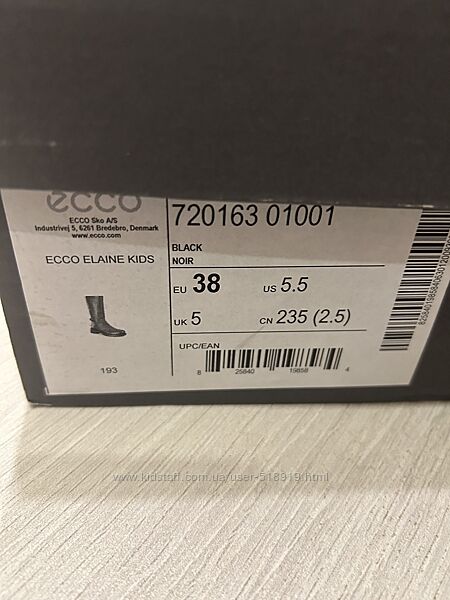 ecco
ECCO Sko A/S
Industrivej 5, 6261 Bredebro, Denmark
www.ecco.com
ECCO ELAINE KIDS
193
720163 01001
BLACK
NOIR
EU 38 US 5.5
UK 5 CN 235 (2.5)
UPC/EAN
8 25840 19858 4
www.kidstaff.com.ua/user-518919.html